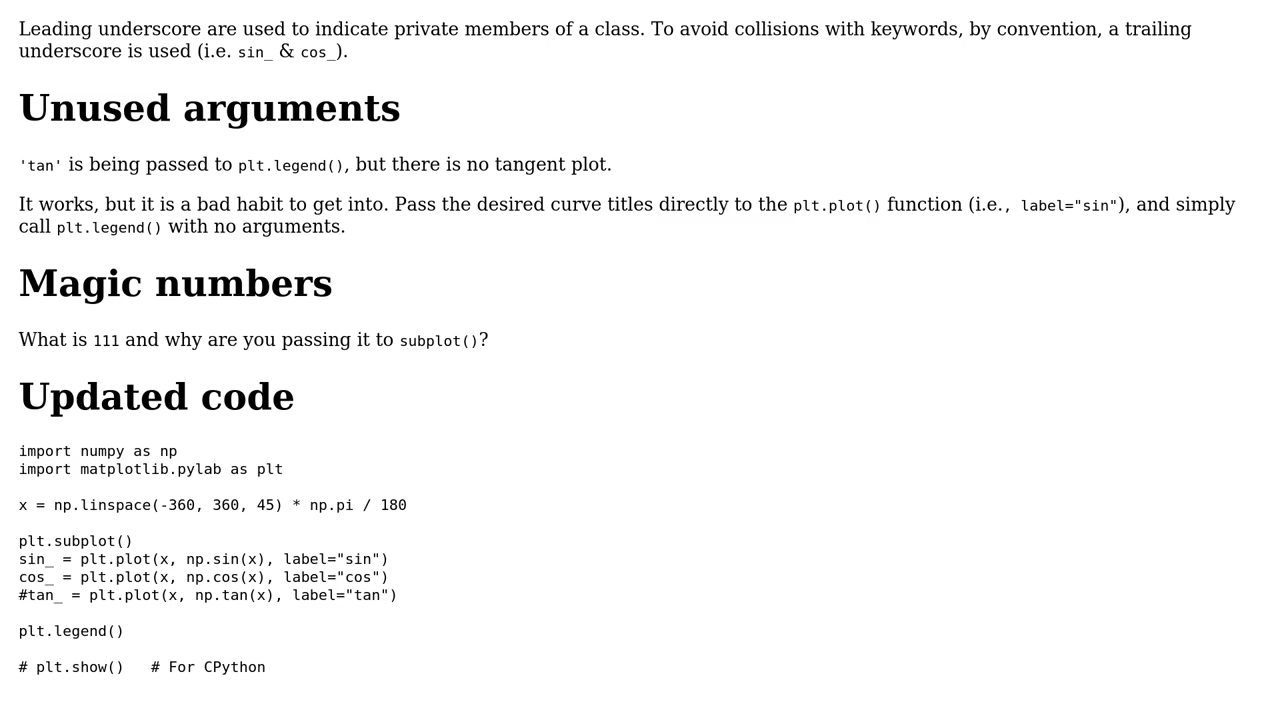 Leading underscore are used to indicate private members of a class. To avoid collisions with keywords, by convention, a trailing
underscore is used (i.e. sin_ & cos_).
Unused arguments
'tan' is being passed to plt.legend(), but there is no tangent plot.
It works, but it is a bad habit to get into. Pass the desired curve titles directly to the plt.plot() function (i.e., label="sin"), and simply
call plt.legend() with no arguments.
Magic numbers
What is 111 and why are you passing it to subplot()?
Updated code
import numpy as np
import matplotlib.pylab as plt
x = np.linspace(-360, 360, 45) * np.pi / 180
plt.subplot()
sin_ = plt.plot(x, np.sin(x), label="sin")
cos_ = plt.plot(x, np.cos(x), label="cos")
#tan_ = plt.plot(x, np.tan(x), label="tan")
plt.legend()
# plt.show()   # For CPython